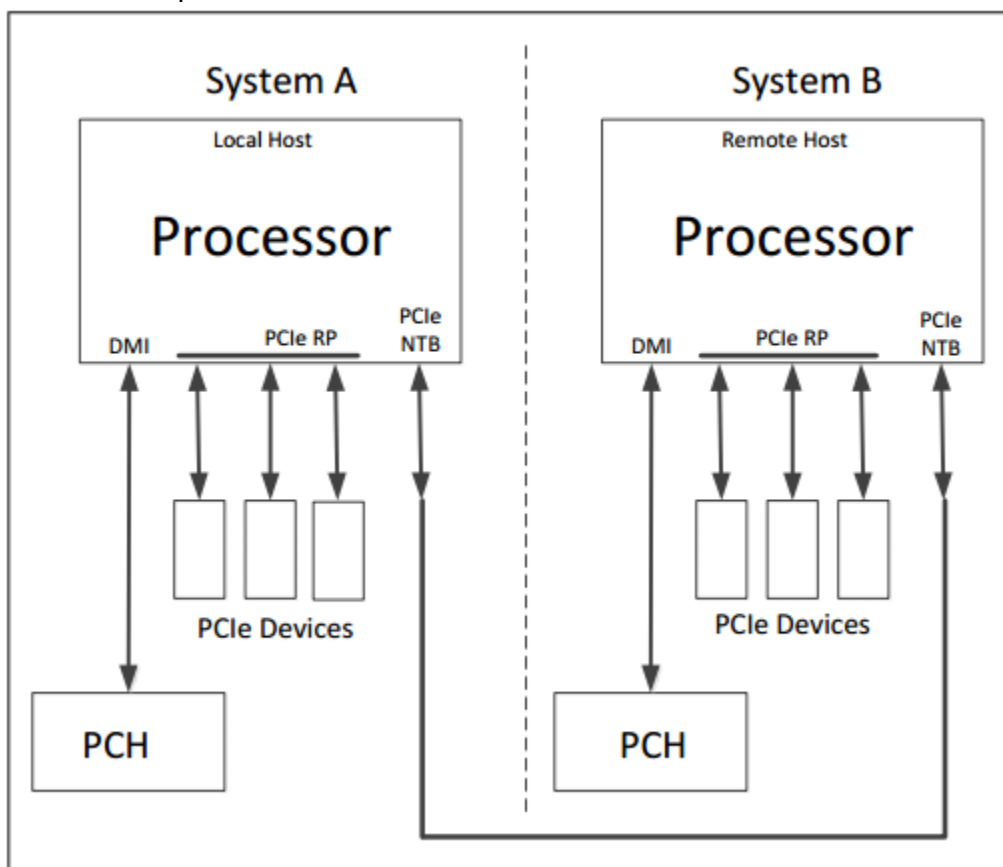 System A
Local Host
Processor
DMI
PCIe RP
PCIe
NTB
PCIe Devices
PCH
System B
Remote Host
Processor
DMI
PCIe RP
PCIe
NTB
PCIe Devices
PCH